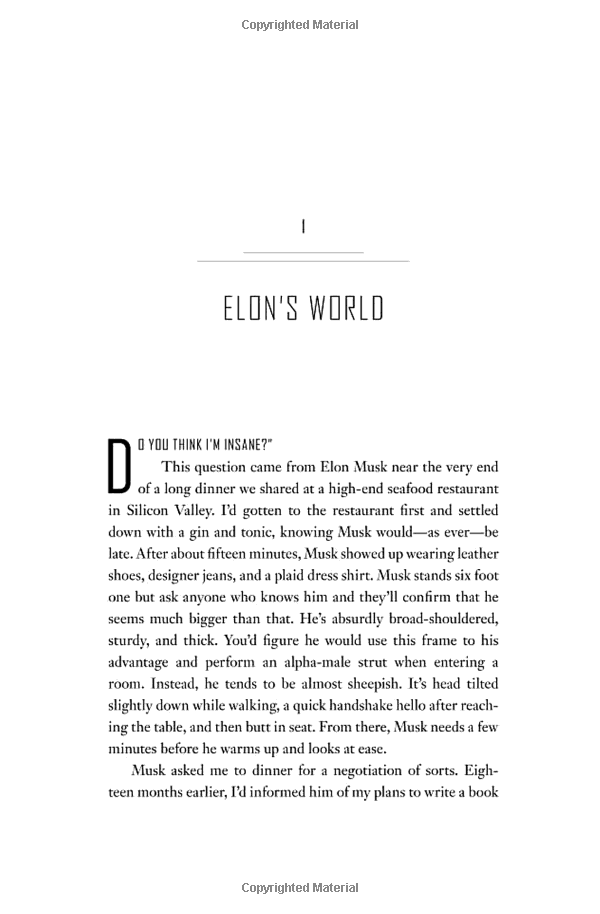 Copyrighted Material
I
ELON'S WORLD
DO YOU THINK I'M INSANE?"
This question came from Elon Musk near the very end
of a long dinner we shared at a high-end seafood restaurant
in Silicon Valley. I'd gotten to the restaurant first and settled
down with a gin and tonic, knowing Musk would—as ever—be
late. After about fifteen minutes, Musk showed up wearing leather
shoes, designer jeans, and a plaid dress shirt. Musk stands six foot
one but ask anyone who knows him and they'll confirm that he
seems much bigger than that. He's absurdly broad-shouldered,
sturdy, and thick. You'd figure he would use this frame to his
advantage and perform an alpha-male strut when entering a
room. Instead, he tends to be almost sheepish. It's head tilted
slightly down while walking, a quick handshake hello after reach-
ing the table, and then butt in seat. From there, Musk needs a few
minutes before he warms up and looks at ease.
Musk asked me to dinner for a negotiation of sorts. Eigh-
teen months earlier, I'd informed him of my plans to write a book
Copyrighted Material